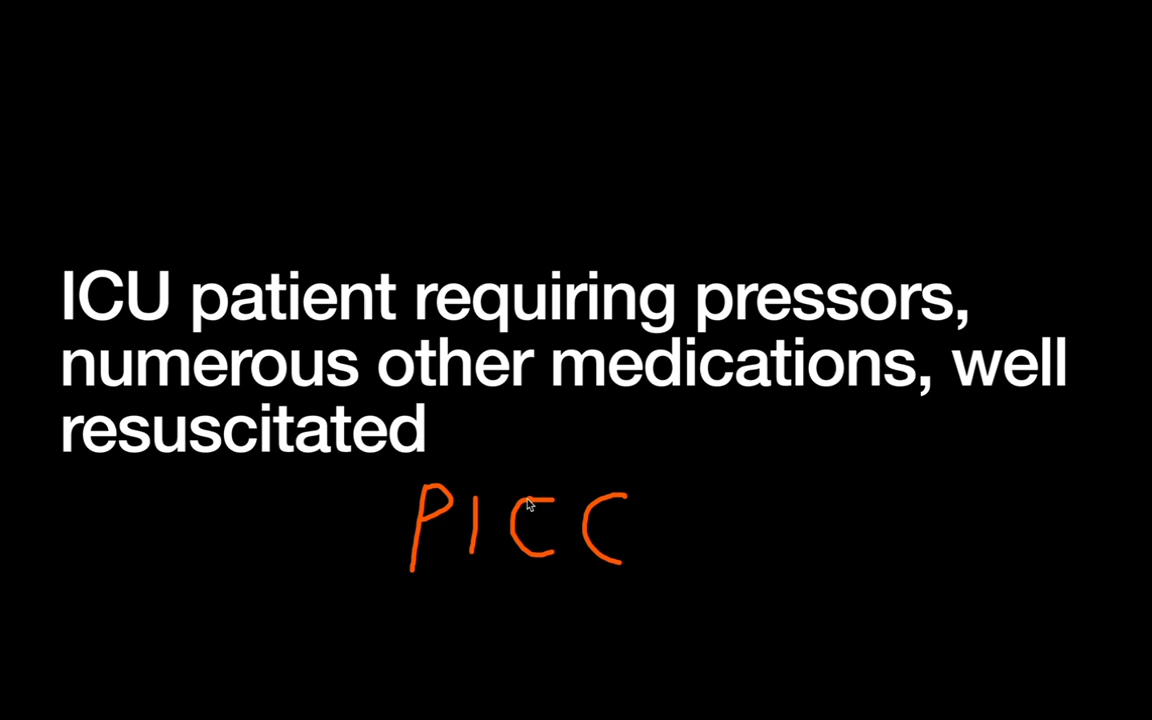 ICU patient requiring pressors,
numerous other medications, well
resuscitated
PICC